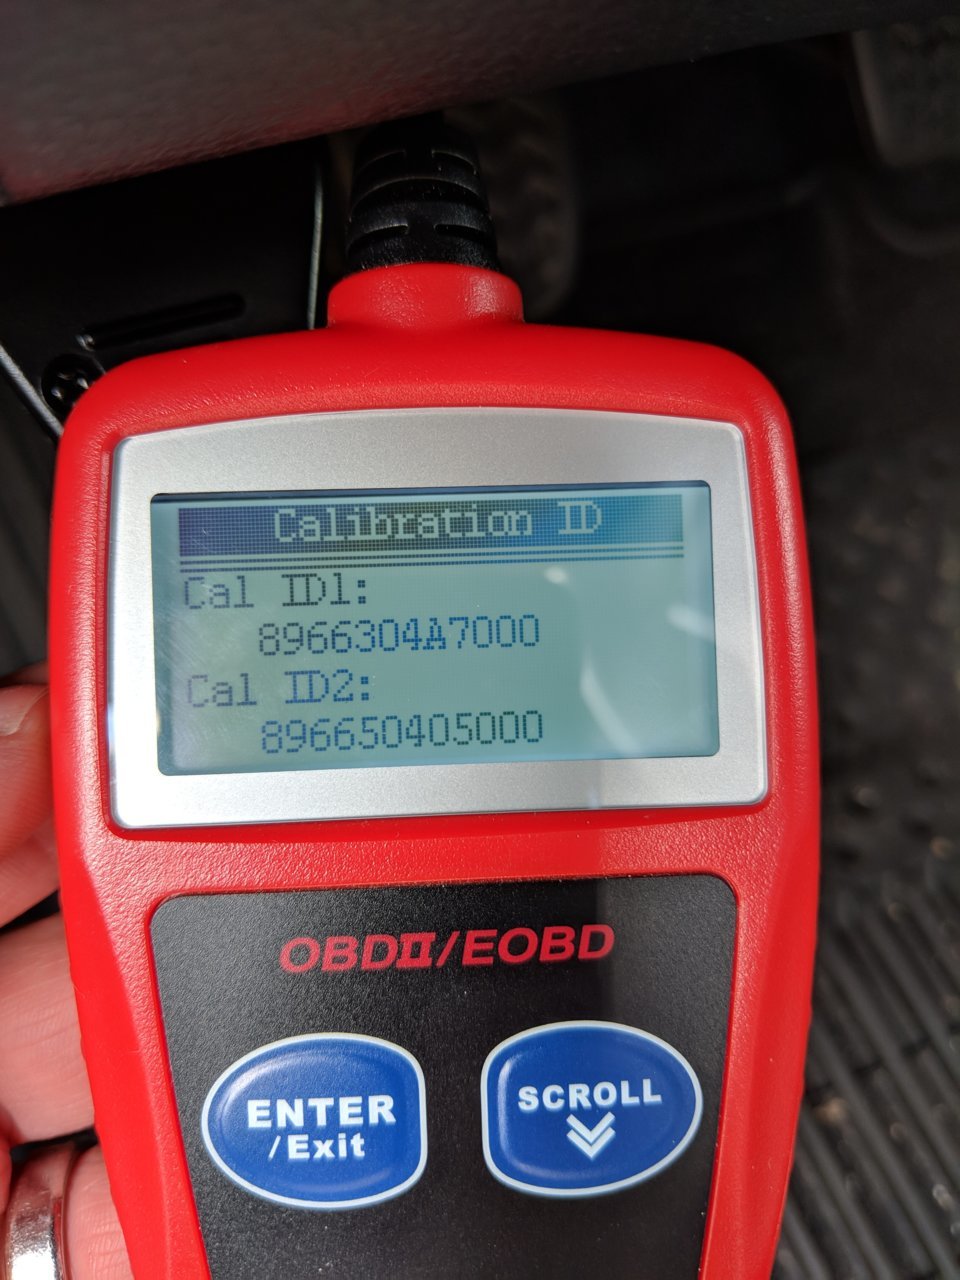 Calibration ID
Cal ID1:
8966304A7000
Cal ID2:
896650405000
OBDII/EOBD
ENTER
/Exit
SCROLL